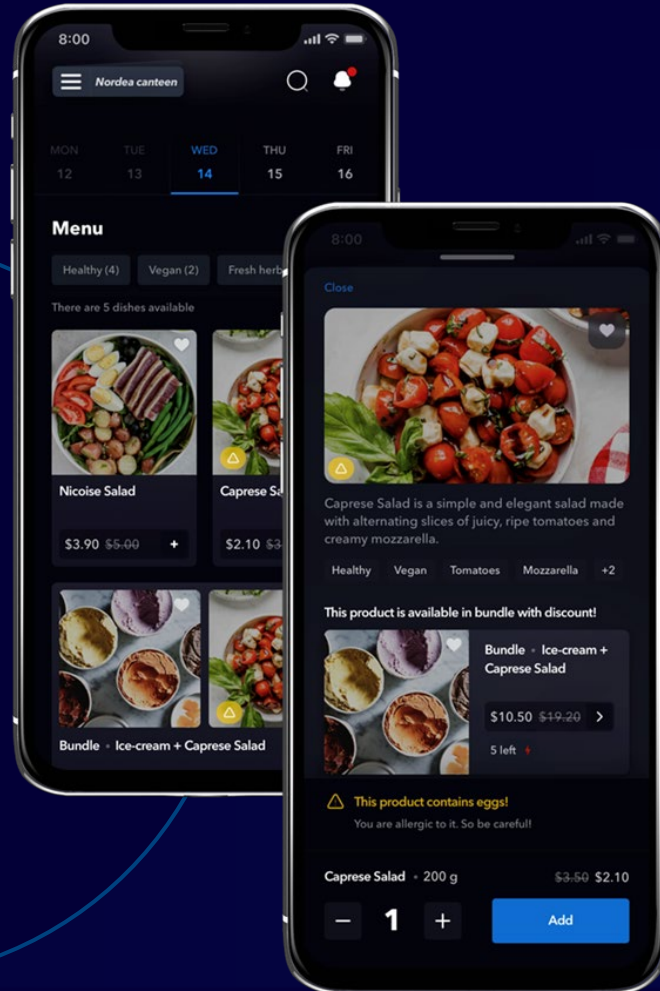 8:00
Nordea canteen
MON TUE WED THU FRI
12 13 14 15 16
Menu
Healthy (4) Vegan (2) Fresh herb
There are 5 dishes available
Nicoise Salad
$3.90 $5.00 +
Caprese Sa
$2.10 $3
Bundle • Ice-cream + Caprese Salad
8:00
Close
Caprese Salad is a simple and elegant salad made
with alternating slices of juicy, ripe tomatoes and
creamy mozzarella.
Healthy Vegan Tomatoes Mozzarella +2
This product is available in bundle with discount!
Bundle • Ice-cream +
Caprese Salad
$10.50 $19.20 >
5 left
This product contains eggs!
You are allergic to it. So be careful!
Caprese Salad • 200 g $3.50 $2.10
− 1 + Add